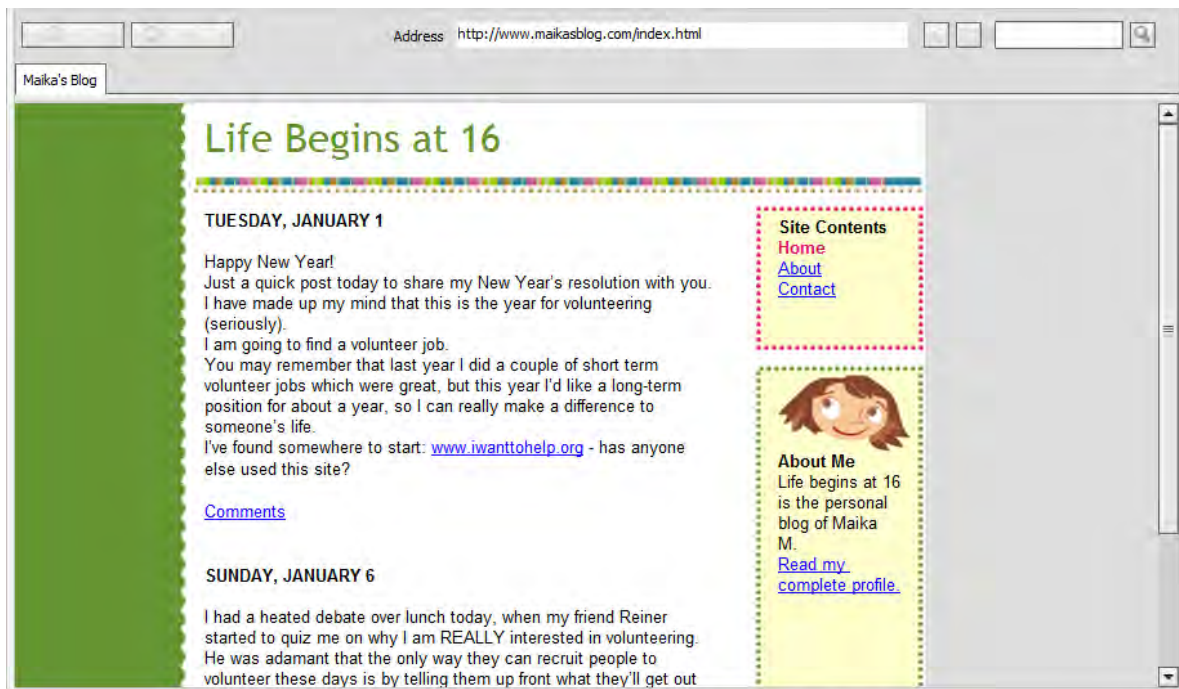 Address http://www.maikasblog.com/index.html
Maika's Blog
Life Begins at 16
TUESDAY, JANUARY 1
Happy New Year!
Just a quick post today to share my New Year's resolution with you.
I have made up my mind that this is the year for volunteering
(seriously).
I am going to find a volunteer job.
You may remember that last year I did a couple of short term
volunteer jobs which were great, but this year I'd like a long-term
position for about a year, so I can really make a difference to
someone's life.
I've found somewhere to start: www.iwanttohelp.org - has anyone
else used this site?
Comments
SUNDAY, JANUARY 6
I had a heated debate over lunch today, when my friend Reiner
started to quiz me on why I am REALLY interested in volunteering.
He was adamant that the only way they can recruit people to
volunteer these days is by telling them up front what they'll get out
Site Contents
Home
About
Contact
About Me
Life begins at 16
is the personal
blog of Maika
M.
Read my
complete profile.